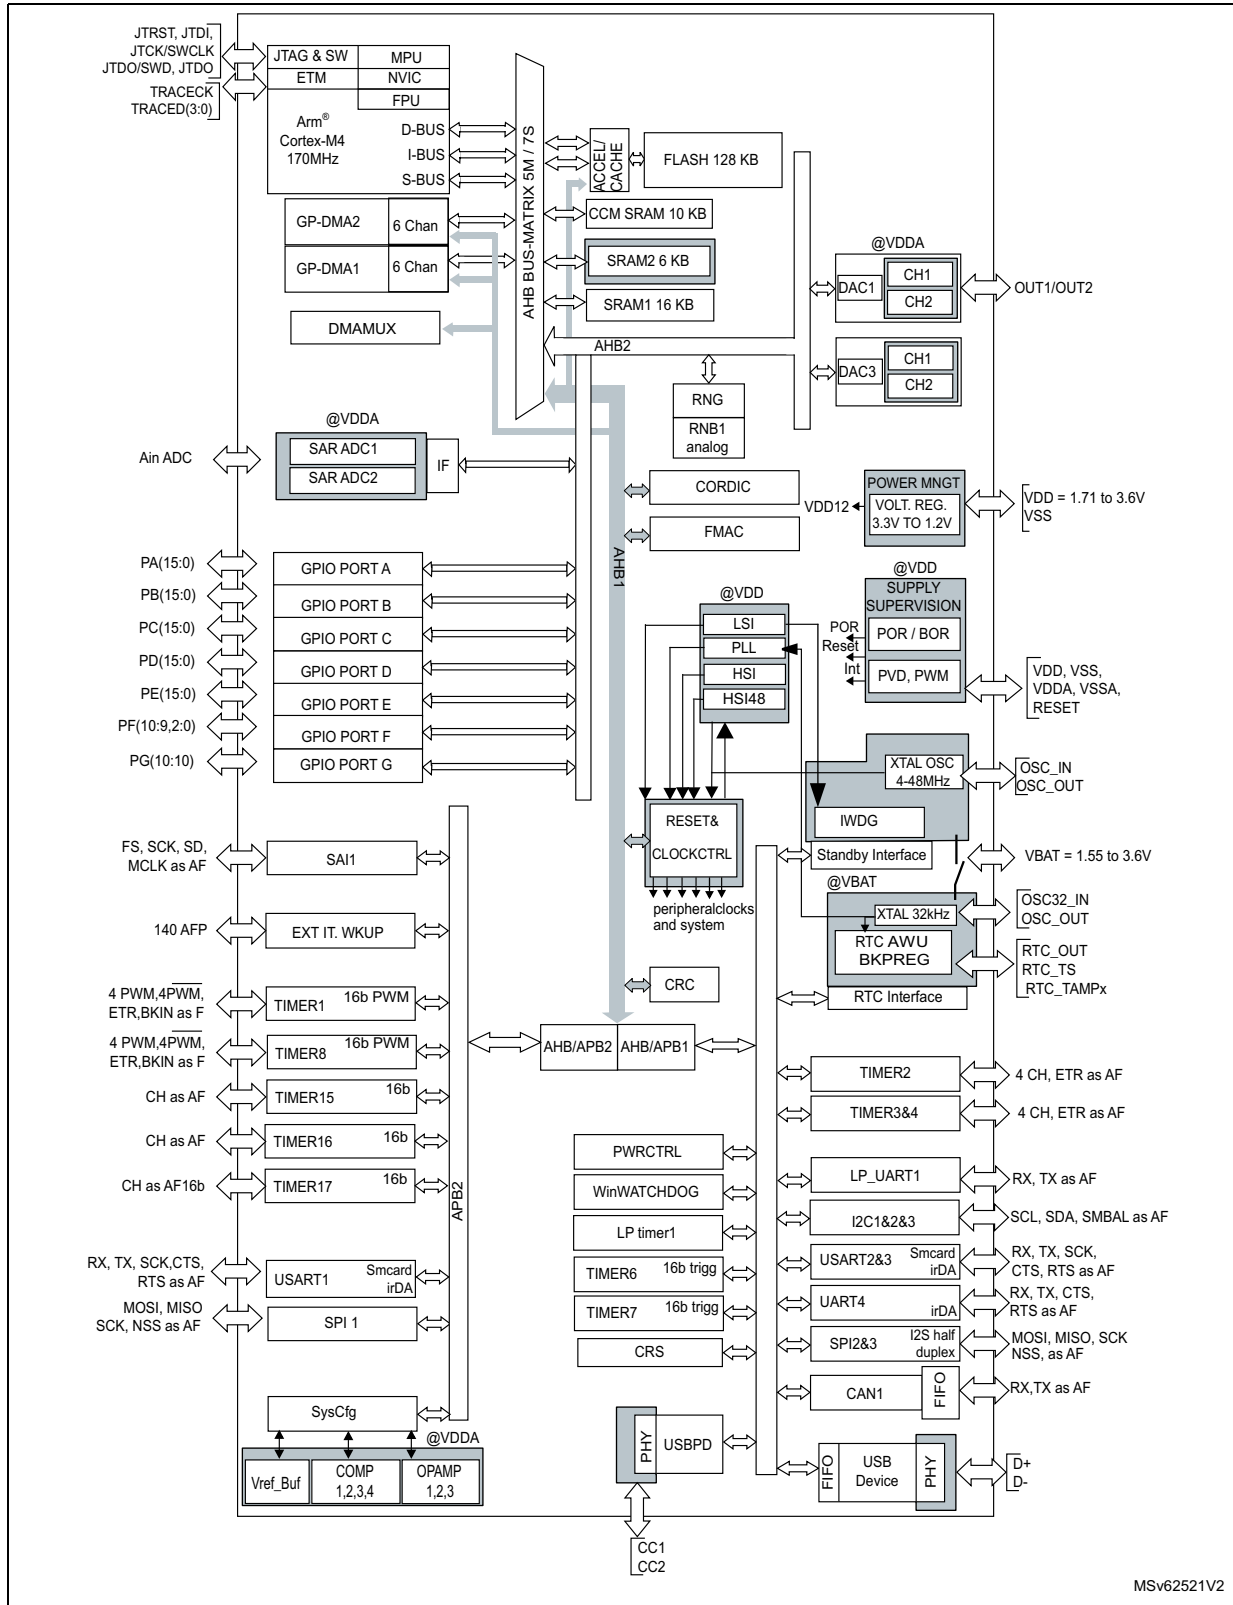 JTRST, JTDI,
JTCK/SWCLK
JTDO/SWD, JTDO
TRACECK
TRACED(3:0)
JTAG & SW
MPU
ETM
NVIC
FPU
Arm®
Cortex-M4
170MHz
D-BUS
I-BUS
S-BUS
GP-DMA2
6 Chan
GP-DMA1
6 Chan
DMAMUX
AHB BUS-MATRIX 5M / 7S
ACCEL/
CACHE
FLASH 128 KB
CCM SRAM 10 KB
SRAM2 6 KB
SRAM1 16 KB
AHB2
RNG
RNB1
analog
@VDDA
DAC1
CH1
CH2
OUT1/OUT2
DAC3
CH1
CH2
@VDDA
Ain ADC
SAR ADC1
SAR ADC2
IF
CORDIC
FMAC
AHB1
POWER MNGT
VDD12
VOLT. REG.
3.3V TO 1.2V
VDD = 1.71 to 3.6V
VSS
PA(15:0)
GPIO PORT A
PB(15:0)
GPIO PORT B
PC(15:0)
GPIO PORT C
PD(15:0)
GPIO PORT D
PE(15:0)
GPIO PORT E
PF(10:9,2:0)
GPIO PORT F
PG(10:10)
GPIO PORT G
@VDD
LSI
PLL
HSI
HSI48
@VDD
SUPPLY
SUPERVISION
POR
Reset
Int
POR / BOR
PVD, PWM
VDD, VSS,
VDDA, VSSA,
RESET
XTAL OSC
4-48MHz
OSC_IN
OSC_OUT
IWDG
Standby Interface
VBAT = 1.55 to 3.6V
RESET&
CLOCKCTRL
peripheralclocks
and system
@VBAT
XTAL 32kHz
OSC32_IN
OSC_OUT
RTC AWU
BKPREG
RTC_OUT
RTC_TS
RTC_TAMPx
RTC Interface
CRC
AHB/APB2
AHB/APB1
FS, SCK, SD,
MCLK as AF
SAI1
140 AFP
EXT IT. WKUP
4 PWM,4PWM,
ETR,BKIN as F
TIMER1
16b PWM
4 PWM,4PWM,
ETR,BKIN as F
TIMER8
16b PWM
CH as AF
TIMER15
16b
CH as AF
TIMER16
16b
CH as AF16b
TIMER17
16b
APB2
RX, TX, SCK,CTS,
RTS as AF
USART1
Smcard
irDA
MOSI, MISO
SCK, NSS as AF
SPI 1
SysCfg
@VDDA
Vref_Buf
COMP
1,2,3,4
OPAMP
1,2,3
PWRCTRL
WinWATCHDOG
LP timer1
TIMER6
16b trigg
TIMER7
16b trigg
CRS
PHY
USBPD
CC1
CC2
TIMER2
4 CH, ETR as AF
TIMER3&4
4 CH, ETR as AF
LP_UART1
RX, TX as AF
I2C1&2&3
SCL, SDA, SMBAL as AF
USART2&3
Smcard
irDA
RX, TX, SCK,
CTS, RTS as AF
UART4
irDA
RX, TX, CTS,
RTS as AF
SPI2&3
I2S half
duplex
MOSI, MISO, SCK
NSS, as AF
CAN1
FIFO
RX,TX as AF
FIFO
USB
Device
PHY
D+
D-
MSv62521V2